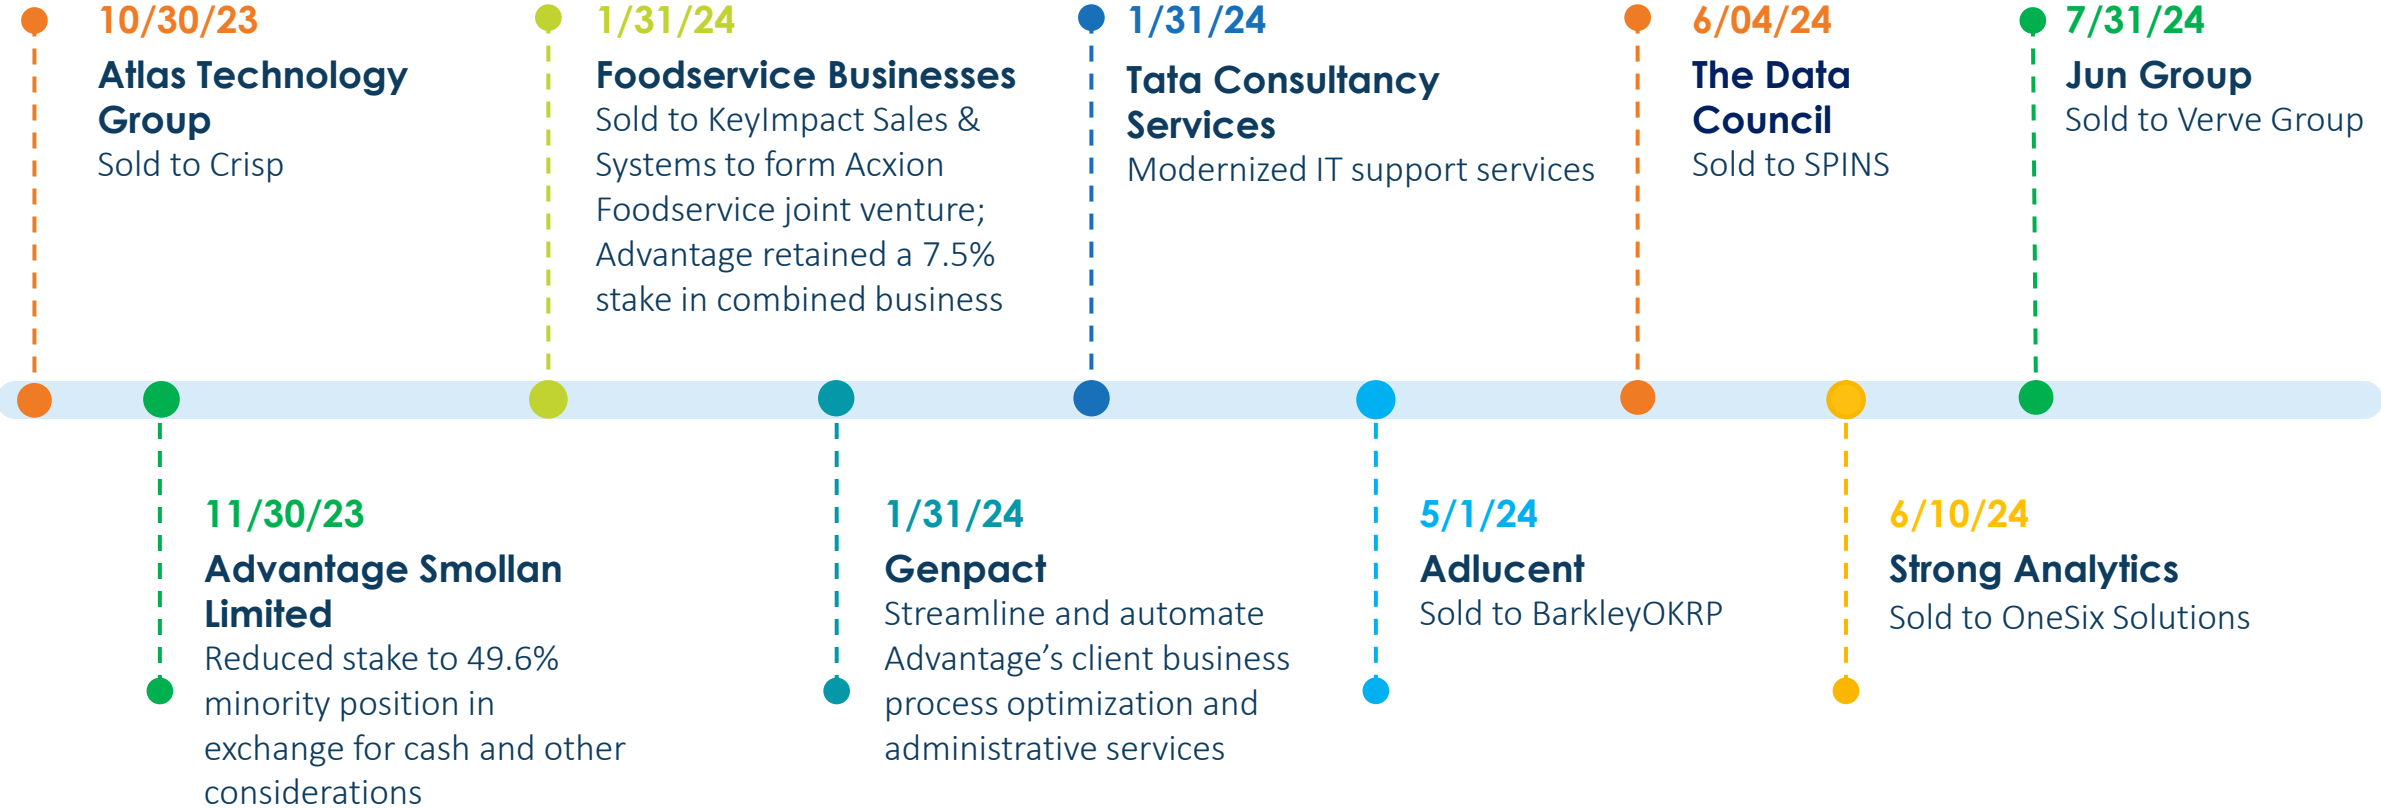 10/30/23
Atlas Technology
Group
Sold to Crisp
1/31/24
Foodservice Businesses
Sold to KeyImpact Sales &
Systems to form Acxion
Foodservice joint venture;
Advantage retained a 7.5%
stake in combined business
1/31/24
Tata Consultancy
Services
Modernized IT support services
6/04/24
The Data
Council
Sold to SPINS
7/31/24
Jun Group
Sold to Verve Group
11/30/23
Advantage Smollan
Limited
Reduced stake to 49.6%
minority position in
exchange for cash and other
considerations
1/31/24
Genpact
Streamline and automate
Advantage’s client business
process optimization and
administrative services
5/1/24
Adlucent
Sold to BarkleyOKRP
6/10/24
Strong Analytics
Sold to OneSix Solutions